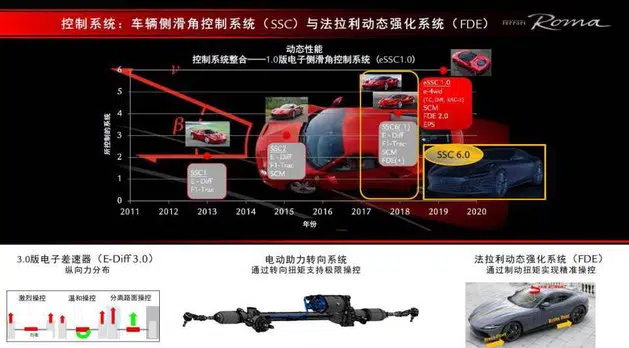 控制系统：车辆侧滑角控制系统（SSC）与法拉利动态强化系统（FDE）
Ferrari Roma
动态性能
控制系统整合——1.0版电子侧滑角控制系统（eSSC1.0）
所控制的系统
6
5
4
3
2
1
0
ν
β
SSC1
E - Diff
F1-Trac
SSC2
E - Diff
F1-Trac
SCM
E - Diff
F1-Trac
SCM
FDE(+)
eSSC 1.0
e-4wd
SCM
FDE 2.0
EPS
SSC 6.0
2011 2012 2013 2014 2015 2016 2017 2018 2019 2020
年份
3.0版电子差速器（E-Diff 3.0）
纵向力分布
激烈操控 温和操控 分离路面操控
电动助力转向系统
通过转向扭矩支持极限操控
法拉利动态强化系统（FDE）
通过制动扭矩实现精准操控